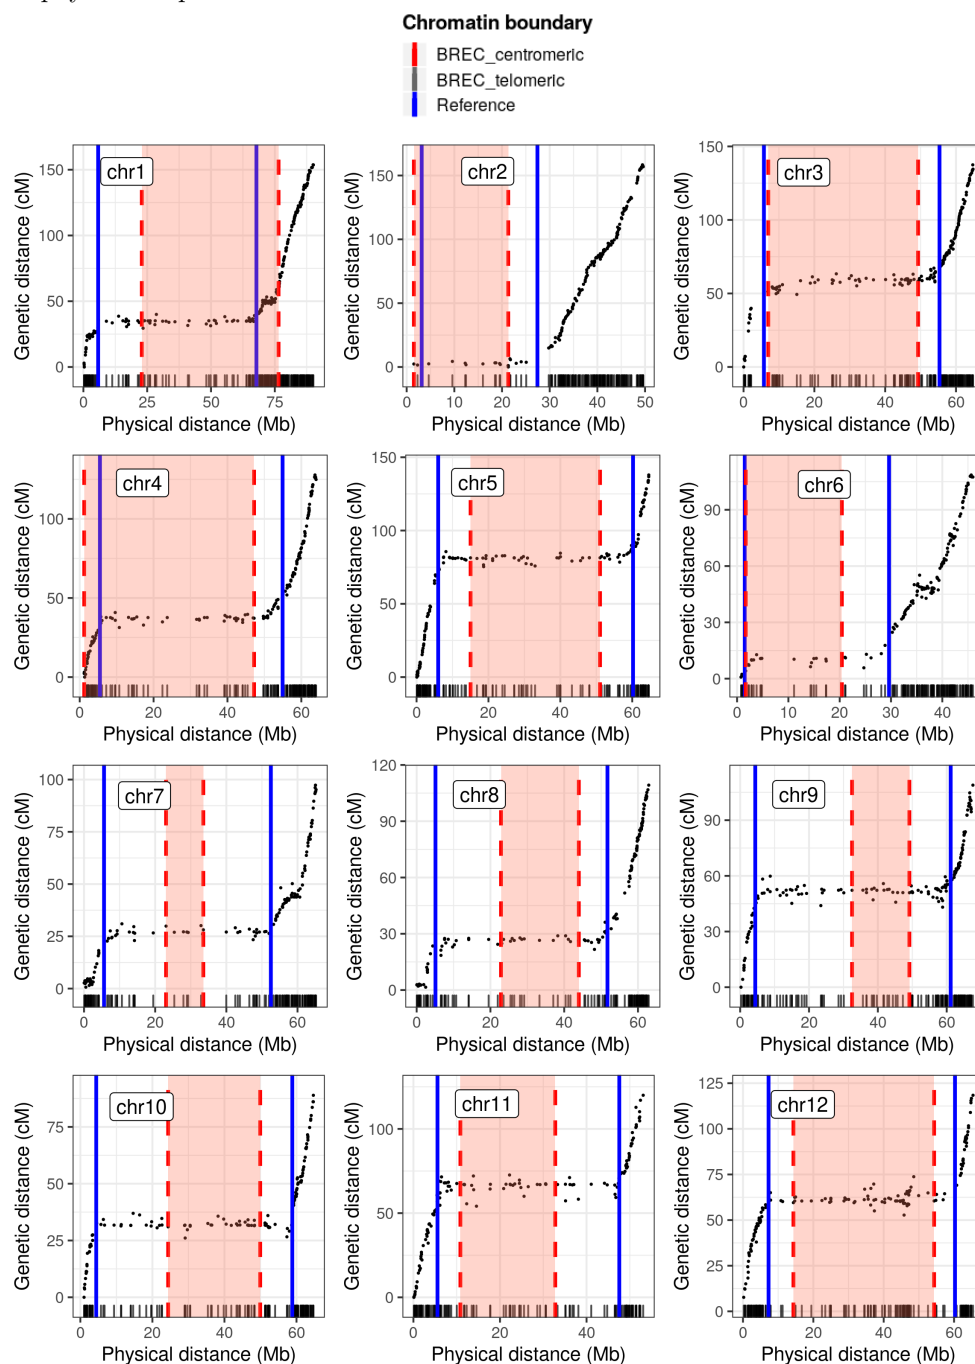 Chromatin boundary
BREC_centromeric
BREC_telomeric
Reference
chr1
chr2
chr3
Genetic distance (cM)
Genetic distance (cM)
Genetic distance (cM)
150
100
50
0
150
100
50
0
150
100
50
0
0 25 50 75
0 10 20 30 40 50
0 20 40 60
Physical distance (Mb)
Physical distance (Mb)
Physical distance (Mb)
chr4
chr5
chr6
Genetic distance (cM)
Genetic distance (cM)
Genetic distance (cM)
100
50
0
150
100
50
0
90
60
30
0
0 20 40 60
0 20 40 60
0 10 20 30 40
Physical distance (Mb)
Physical distance (Mb)
Physical distance (Mb)
chr7
chr8
chr9
Genetic distance (cM)
Genetic distance (cM)
Genetic distance (cM)
100
75
50
25
0
120
90
60
30
0
90
60
30
0
0 20 40 60
0 20 40 60
0 20 40 60
Physical distance (Mb)
Physical distance (Mb)
Physical distance (Mb)
chr10
chr11
chr12
Genetic distance (cM)
Genetic distance (cM)
Genetic distance (cM)
75
50
25
0
100
50
0
125
100
75
50
25
0
0 20 40 60
0 20 40
0 20 40 60
Physical distance (Mb)
Physical distance (Mb)
Physical distance (Mb)